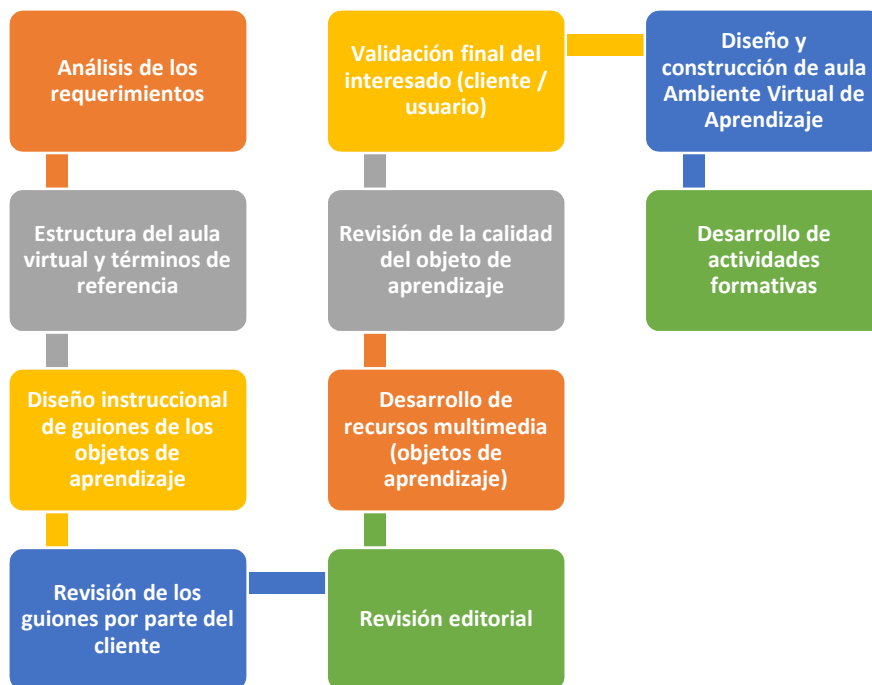 Análisis de los
requerimientos
Estructura del aula
virtual y términos de
referencia
Diseño instruccional
de guiones de los
objetos de
aprendizaje
Revisión de los
guiones por parte del
cliente
Revisión editorial
Desarrollo de
recursos multimedia
(objetos de
aprendizaje)
Revisión de la calidad
del objeto de
aprendizaje
Validación final del
interesado (cliente /
usuario)
Diseño y
construcción de aula
Ambiente Virtual de
Aprendizaje
Desarrollo de
actividades
formativas